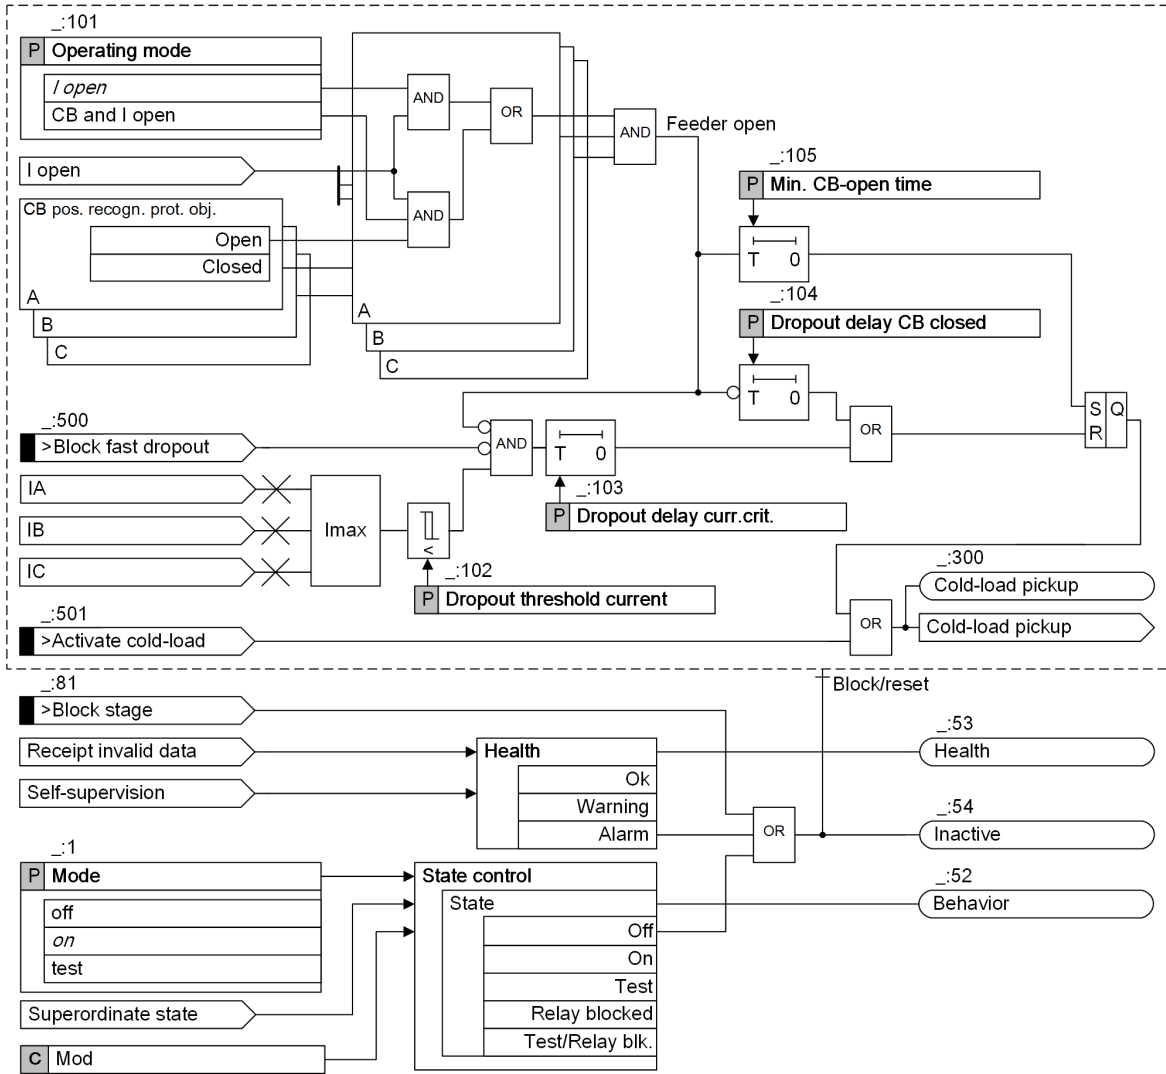 _:101
P Operating mode
I open
CB and I open
AND
OR
AND
Feeder open
I open
AND
CB pos. recogn. prot. obj.
Open
Closed
A
B
C
A
B
C
_:105
P Min. CB-open time
T 0
_:104
P Dropout delay CB closed
T 0
_:500
>Block fast dropout
AND
T 0
OR
S Q
R
_:103
P Dropout delay curr.crit.
IA
IB
IC
Imax
<
_:102
P Dropout threshold current
_:300
Cold-load pickup
Cold-load pickup
_:501
>Activate cold-load
OR
Block/reset
_:81
>Block stage
Receipt invalid data
Self-supervision
Health
Ok
Warning
Alarm
OR
_:53
Health
_:54
Inactive
_:52
Behavior
_:1
P Mode
off
on
test
Superordinate state
C Mod
State control
State
Off
On
Test
Relay blocked
Test/Relay blk.